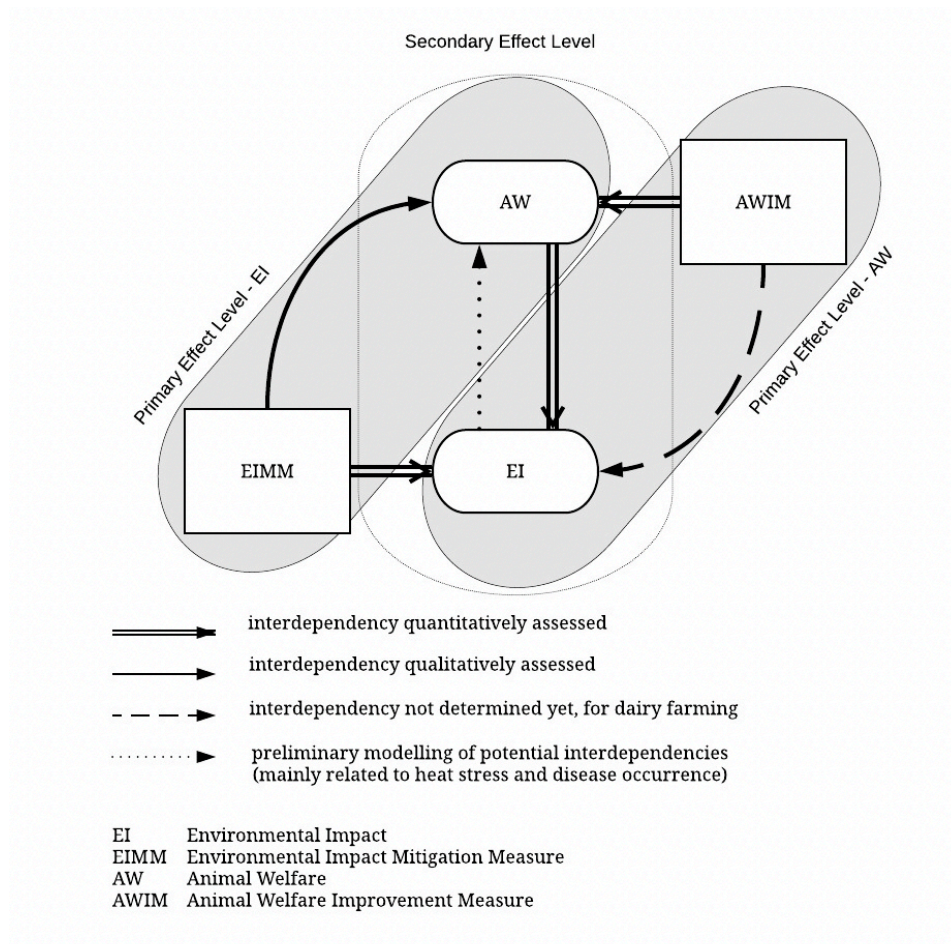 Secondary Effect Level
AW
AWIM
Primary Effect Level - EI
Primary Effect Level - AW
EIMM
EI
interdependency quantitatively assessed
interdependency qualitatively assessed
interdependency not determined yet, for dairy farming
preliminary modelling of potential interdependencies
(mainly related to heat stress and disease occurrence)
EI Environmental Impact
EIMM Environmental Impact Mitigation Measure
AW Animal Welfare
AWIM Animal Welfare Improvement Measure